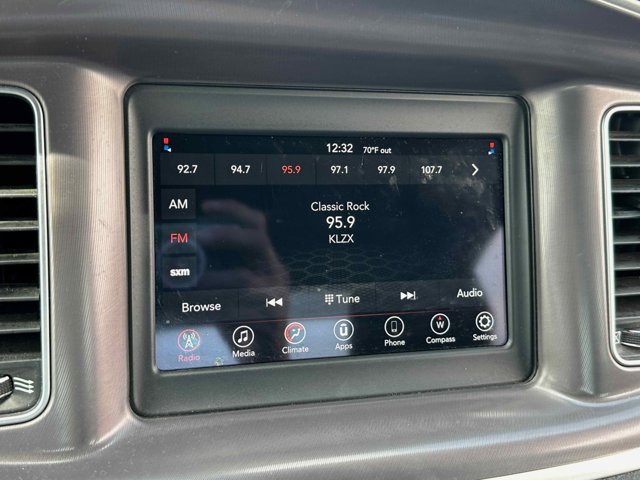 12:32 70°F out
92.7 94.7 95.9 97.1 97.9 107.7
AM
FM
sxm
Classic Rock
95.9
KLZX
Browse Tune Audio
W
Radio Media Climate Apps Phone Compass Settings